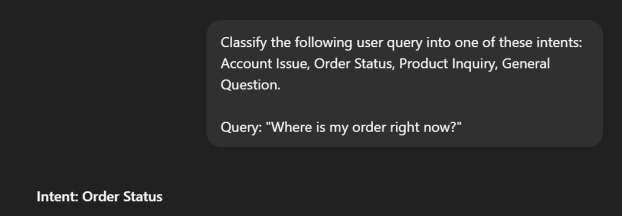 Classify the following user query into one of these intents:
Account Issue, Order Status, Product Inquiry, General
Question.
Query: "Where is my order right now?"
Intent: Order Status